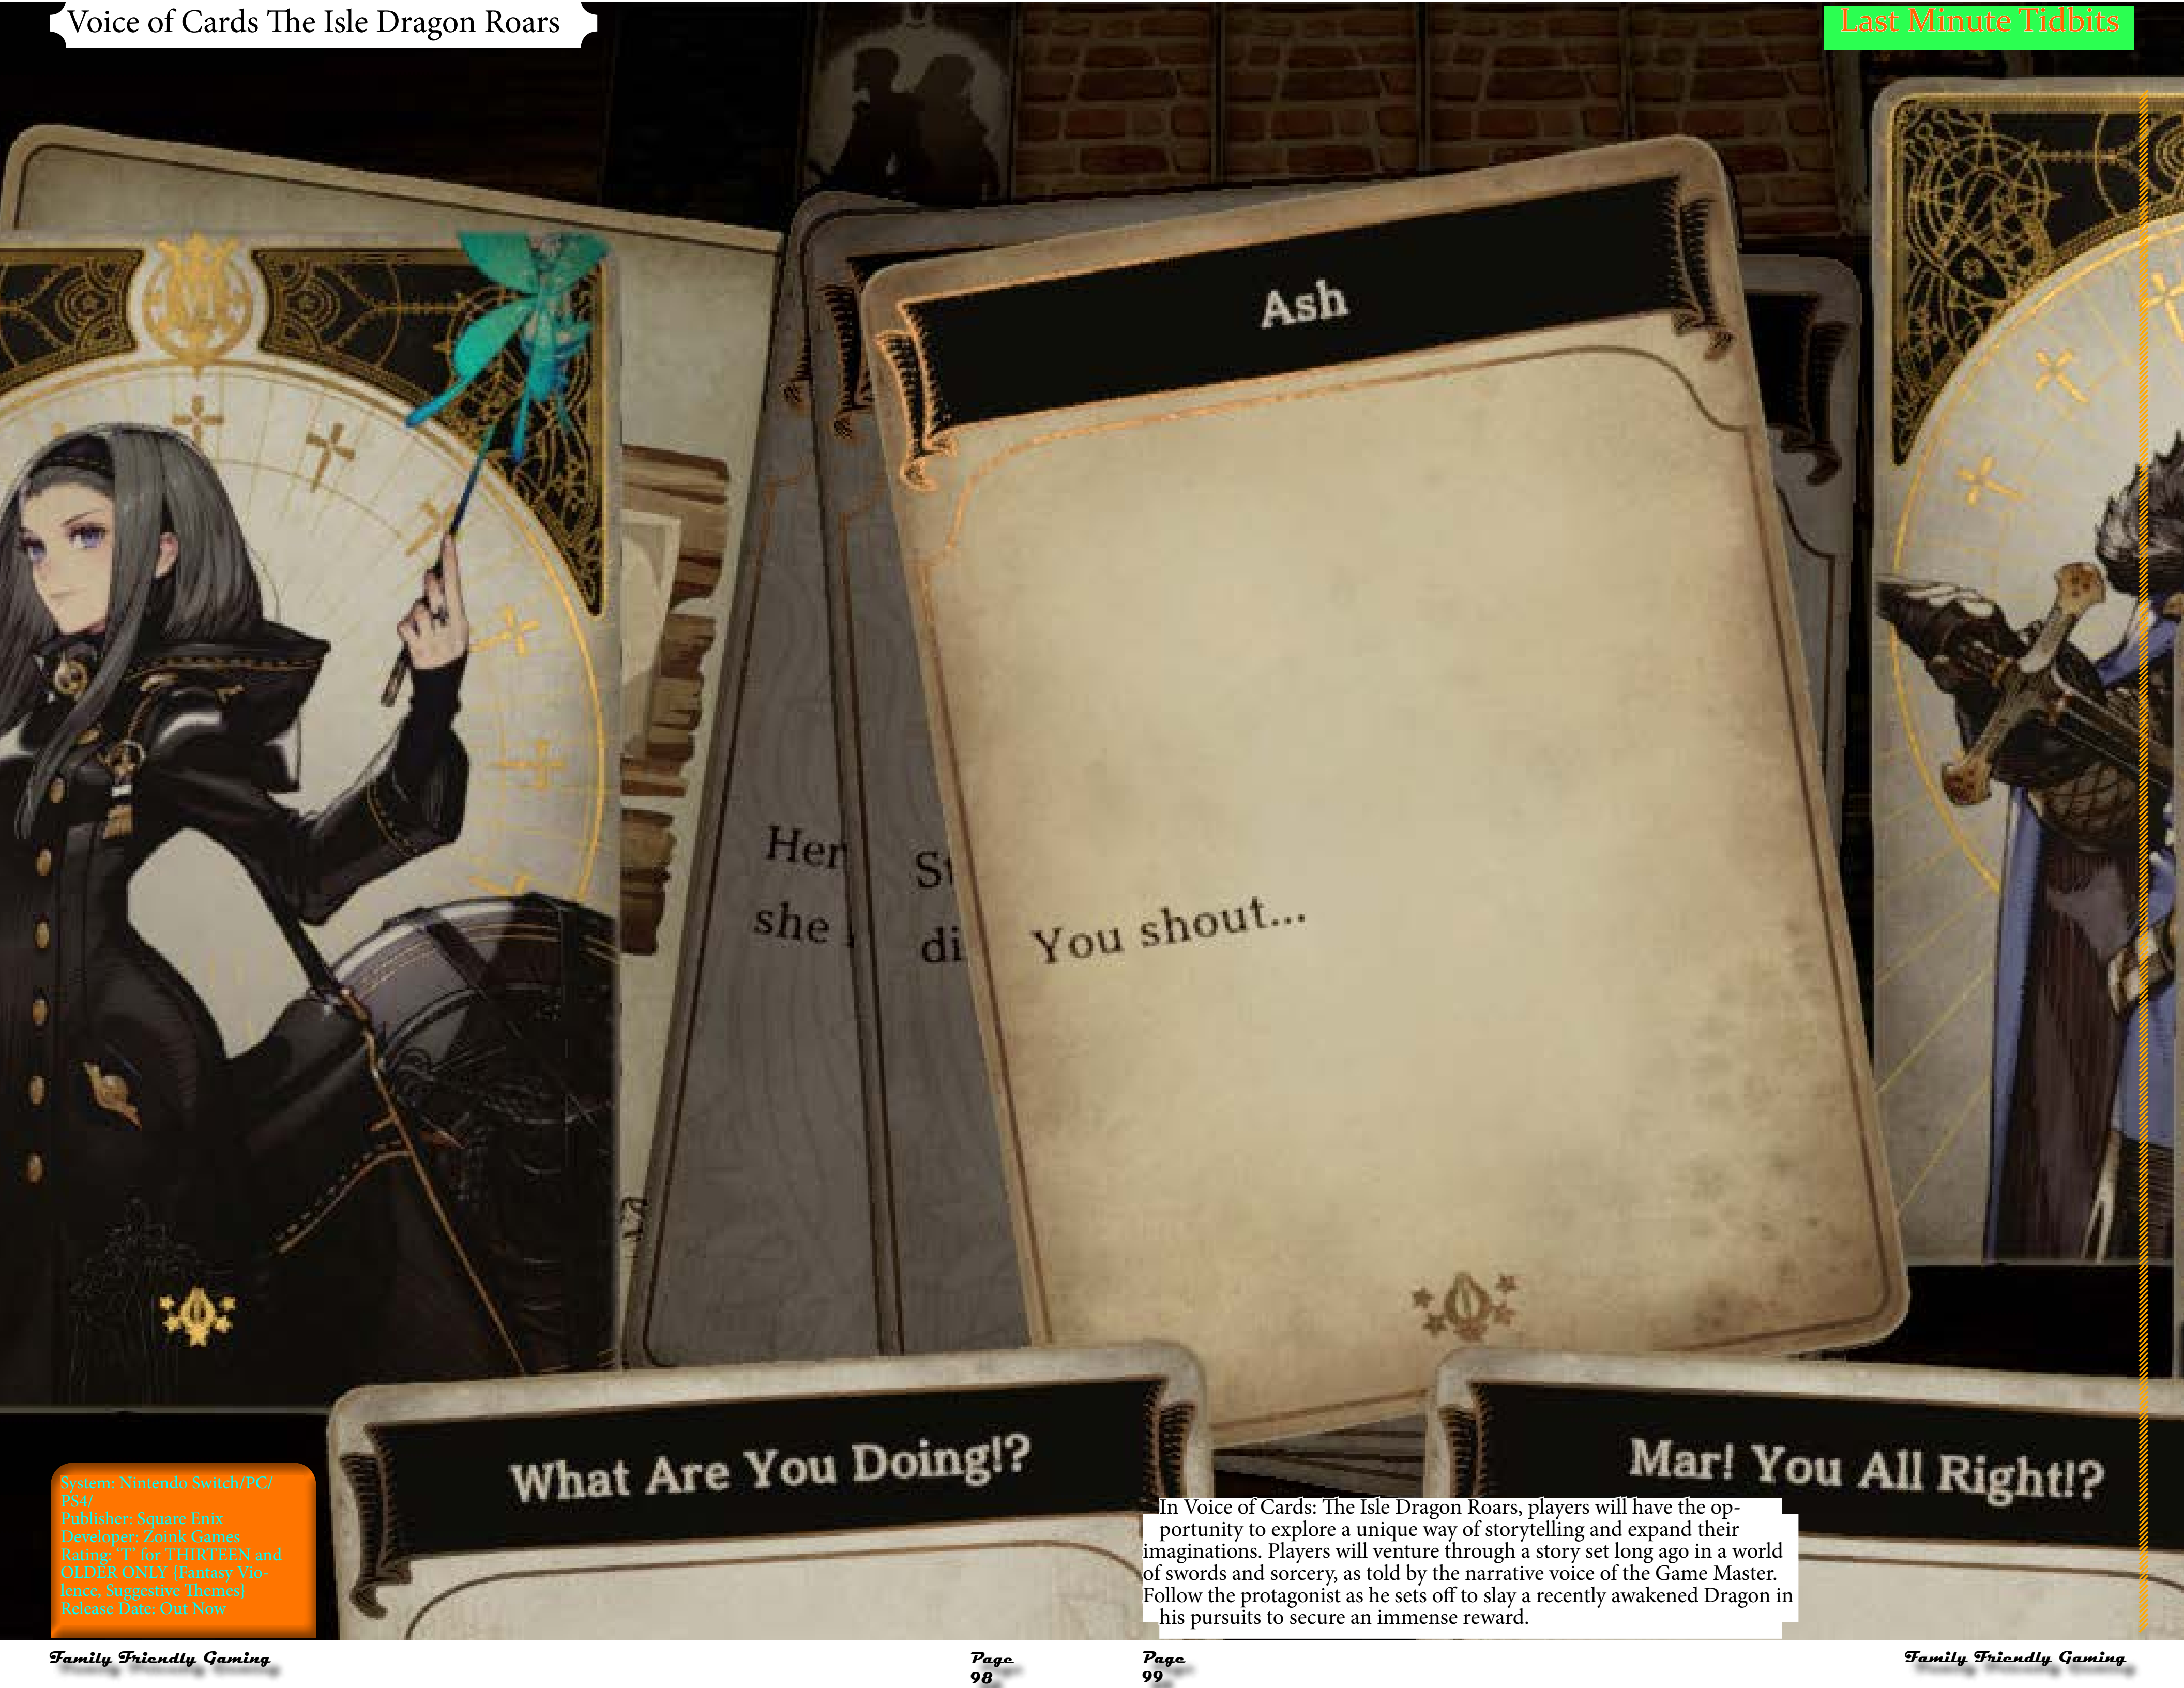 Voice of Cards The Isle Dragon Roars
Last Minute Tidbits
Ash
Her
she
You shout...
What Are You Doing!?
Mar! You All Right!?
System: Nintendo Switch/PC/
PS4/
Publisher: Square Enix
Developer: Zoink Games
Rating: 'T' for THIRTEEN and
OLDER ONLY {Fantasy Vio-
lence, Suggestive Themes}
Release Date: Out Now
In Voice of Cards: The Isle Dragon Roars, players will have the op-
portunity to explore a unique way of storytelling and expand their
imaginations. Players will venture through a story set long ago in a world
of swords and sorcery, as told by the narrative voice of the Game Master.
Follow the protagonist as he sets off to slay a recently awakened Dragon in
his pursuits to secure an immense reward.
Family Friendly Gaming
Page
98
Page
99
Family Friendly Gaming